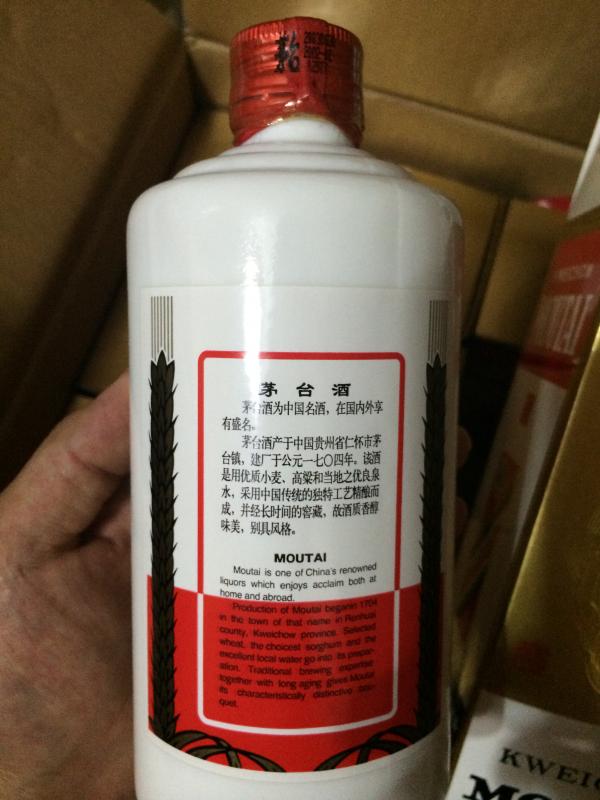 茅台酒
茅台酒为中国名酒，在国内外享
有盛名。
茅台酒产于中国贵州省仁怀市茅
台镇，建厂于公元一七〇四年。该酒
是用优质小麦、高粱和当地之优良泉
水，采用中国传统的独特工艺精酿而
成，并经长时间的窖藏，故酒质香醇
味美，别具风格。
MOUTAI
Moutai is one of China's renowned
liquors which enjoys acclaim both at
home and abroad.
Production of Moutai began in 1704
in the town of that name in Renhuai
county, Kweichow province. Selected
wheat, the choicest sorghum and the
excellent local water go into its prepar-
ation. Traditional brewing expertise
together with long aging gives Moutai
its characteristically distinctive bou-
quet.
MOUTAI
KWEIC
MO